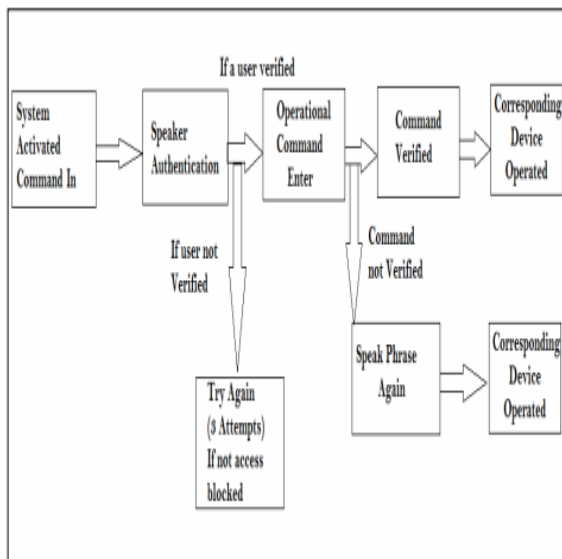 If a user verified
System
Activated
Command In
Speaker
Authentication
Operational
Command
Enter
Command
Verified
Corresponding
Device
Operated
If user not
Verified
Command
not Verified
Try Again
(3 Attempts)
If not access
blocked
Speak Phrase
Again
Corresponding
Device
Operated